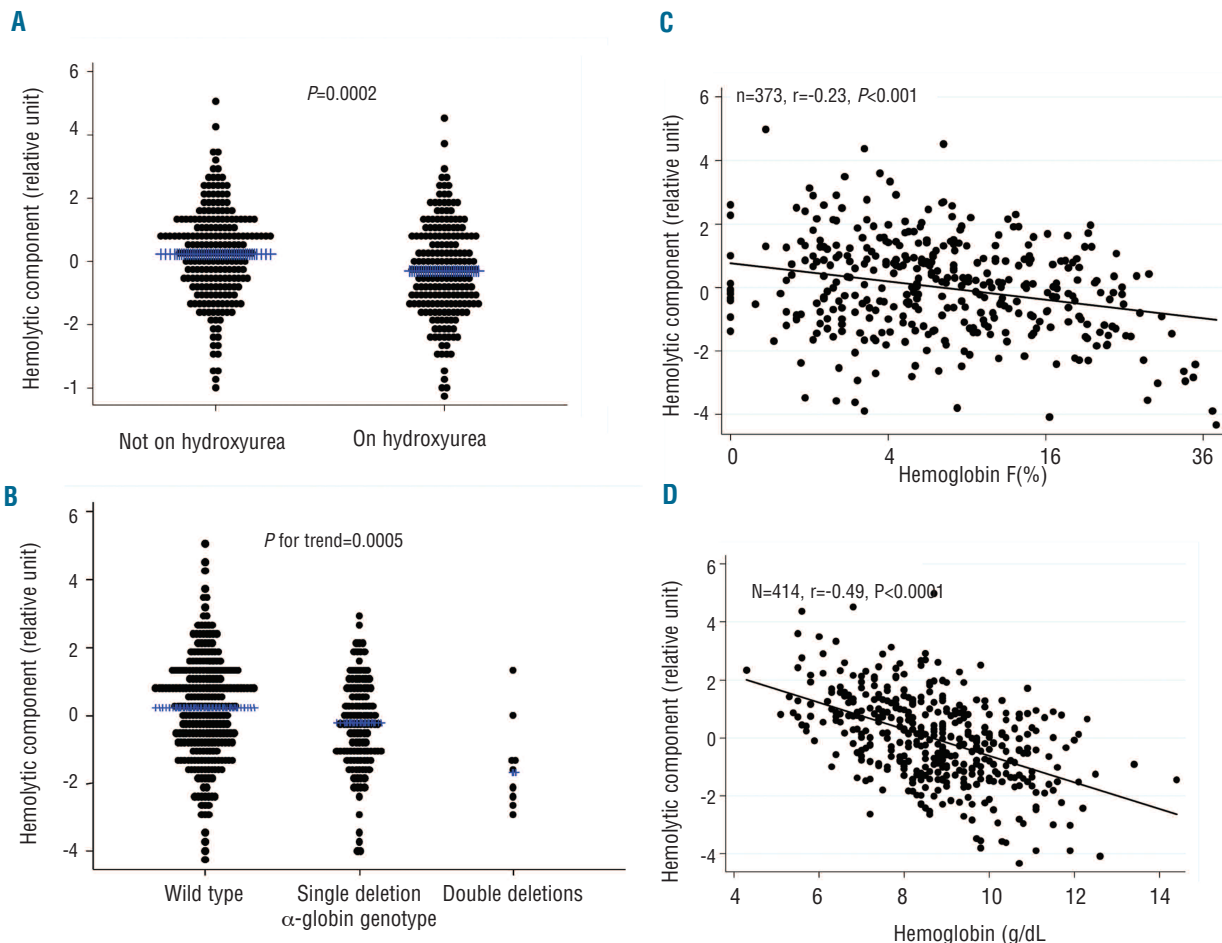 A
Hemolytic component (relative unit)
6
4
2
0
-2
-1
P=0.0002
Not on hydroxyurea
On hydroxyurea
B
Hemolytic component (relative unit)
6
4
2
0
-2
-4
P for trend=0.0005
Wild type
Single deletion
Double deletions
α-globin genotype
C
Hemolytic component (relative unit)
6
4
2
0
-2
-4
n=373, r=-0.23, P<0.001
0
4
16
36
Hemoglobin F(%)
D
Hemolytic component (relative unit)
6
4
2
0
-2
-4
N=414, r=-0.49, P<0.0001
4
6
8
10
12
14
Hemoglobin (g/dL